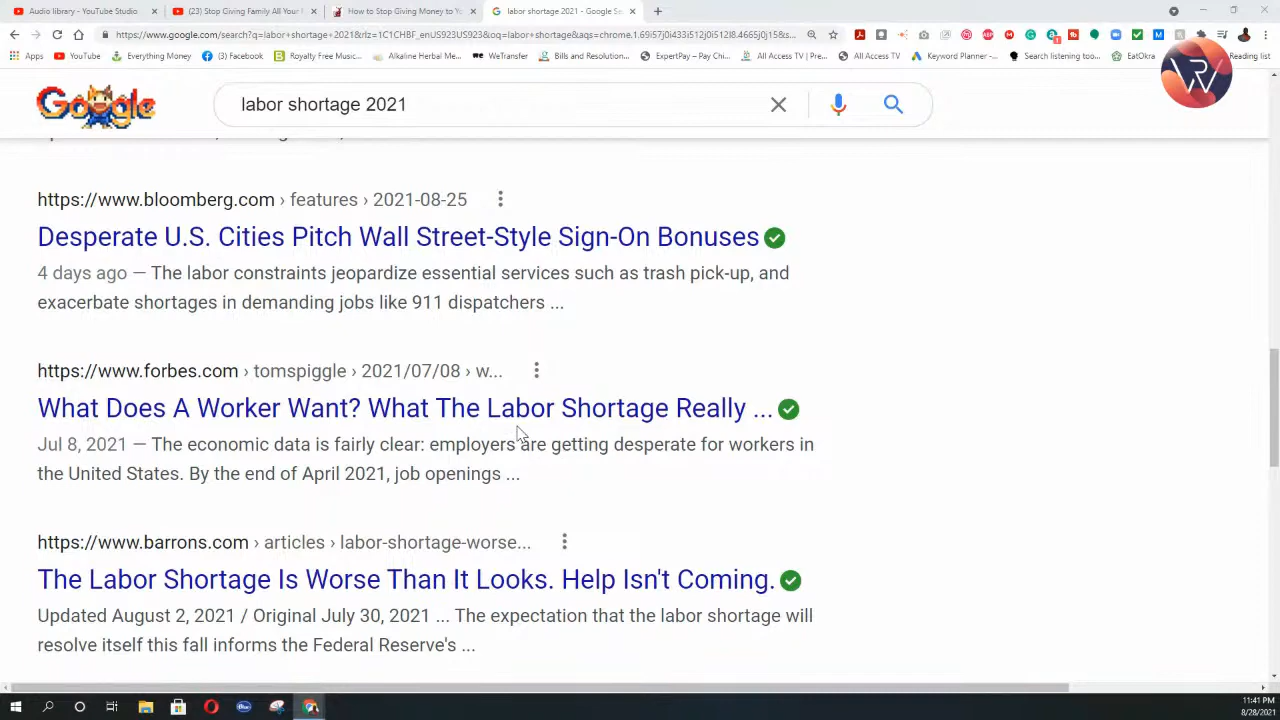 Audio library - YouTube Studio
(23) Stop Giving Family All Your
How to Stop Giving Money to Yo
labor shortage 2021 - Google Se
https://www.google.com/search?q=labor+shortage+2021&rlz=1C1CHBF_enUS923US923&oq=labor+shortage&aqs=chrome.
Apps
YouTube
Everything Money
(3) Facebook
Royalty Free Music...
Alkaline Herbal Me...
WeTransfer
Bills and Resolution...
ExpertPay – Pay Chi...
All Access TV ( Pre...
All Access TV
Keyword Planner -...
Search listening too...
EatOkra
Reading list
Google
labor shortage 2021
https://www.bloomberg.com › features › 2021-08-25
Desperate U.S. Cities Pitch Wall Street-Style Sign-On Bonuses
4 days ago — The labor constraints jeopardize essential services such as trash pick-up, and
exacerbate shortages in demanding jobs like 911 dispatchers ...
https://www.forbes.com › tomspiggle › 2021/07/08 › w...
What Does A Worker Want? What The Labor Shortage Really ...
Jul 8, 2021 — The economic data is fairly clear: employers are getting desperate for workers in
the United States. By the end of April 2021, job openings ...
https://www.barrons.com › articles › labor-shortage-worse...
The Labor Shortage Is Worse Than It Looks. Help Isn't Coming.
Updated August 2, 2021 / Original July 30, 2021 ... The expectation that the labor shortage will
resolve itself this fall informs the Federal Reserve's ...
11:41 PM
8/28/2021